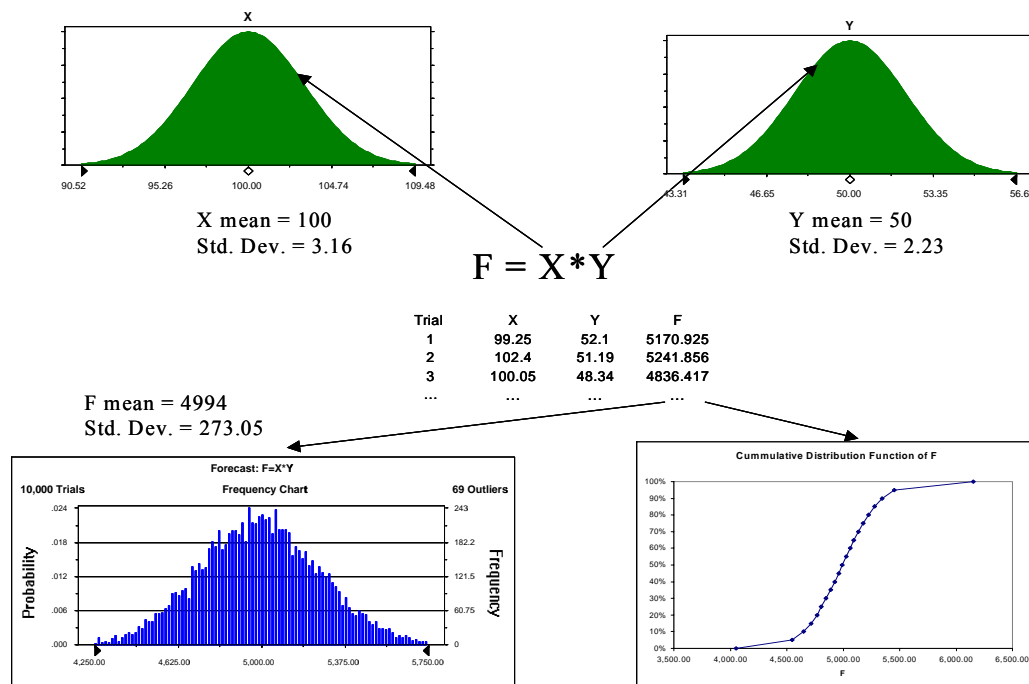 X
90.52 95.26 100.00 104.74 109.48
X mean = 100
Std. Dev. = 3.16
Y
43.31 46.65 50.00 53.35
Y mean = 50
Std. Dev. = 2.23
F = X*Y
Trial X Y F
1 99.25 52.1 5170.925
2 102.4 51.19 5241.856
3 100.05 48.34 4836.417
... ... ... ...
F mean = 4994
Std. Dev. = 273.05
Forecast: F=X*Y
10,000 Trials Frequency Chart 69 Outliers
Probability
.024
.018
.012
.006
.000
243
182.2
121.5
60.75
0
Frequency
4,250.00 4,625.00 5,000.00 5,375.00 5,750.00
Cummulative Distribution Function of F
100%
90%
80%
70%
60%
50%
40%
30%
20%
10%
0%
3,500.00 4,000.00 4,500.00 5,000.00 5,500.00 6,000.00 6,500.00
F